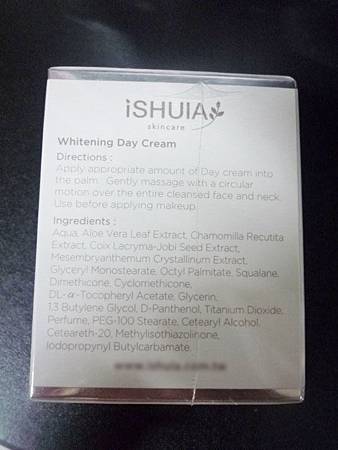 iSHUIA
skincare
Whitening Day Cream
Directions :
Apply appropriate amount of Day cream into
the palm. Gently massage with a circular
motion over the entire cleansed face and neck.
Use before applying makeup.
Ingredients :
Aqua, Aloe Vera Leaf Extract, Chamomilla Recutita
Extract, Coix Lacryma-Jobi Seed Extract,
Mesembryanthemum Crystallinum Extract,
Glyceryl Monostearate, Octyl Palmitate, Squalane,
Dimethicone, Cyclomethicone,
DL-α-Tocopheryl Acetate, Glycerin,
1,3 Butylene Glycol, D-Panthenol, Titanium Dioxide,
Perfume, PEG-100 Stearate, Cetearyl Alcohol,
Ceteareth-20, Methylisothiazolinone,
Iodopropynyl Butylcarbamate.
www.ishuia.com.tw